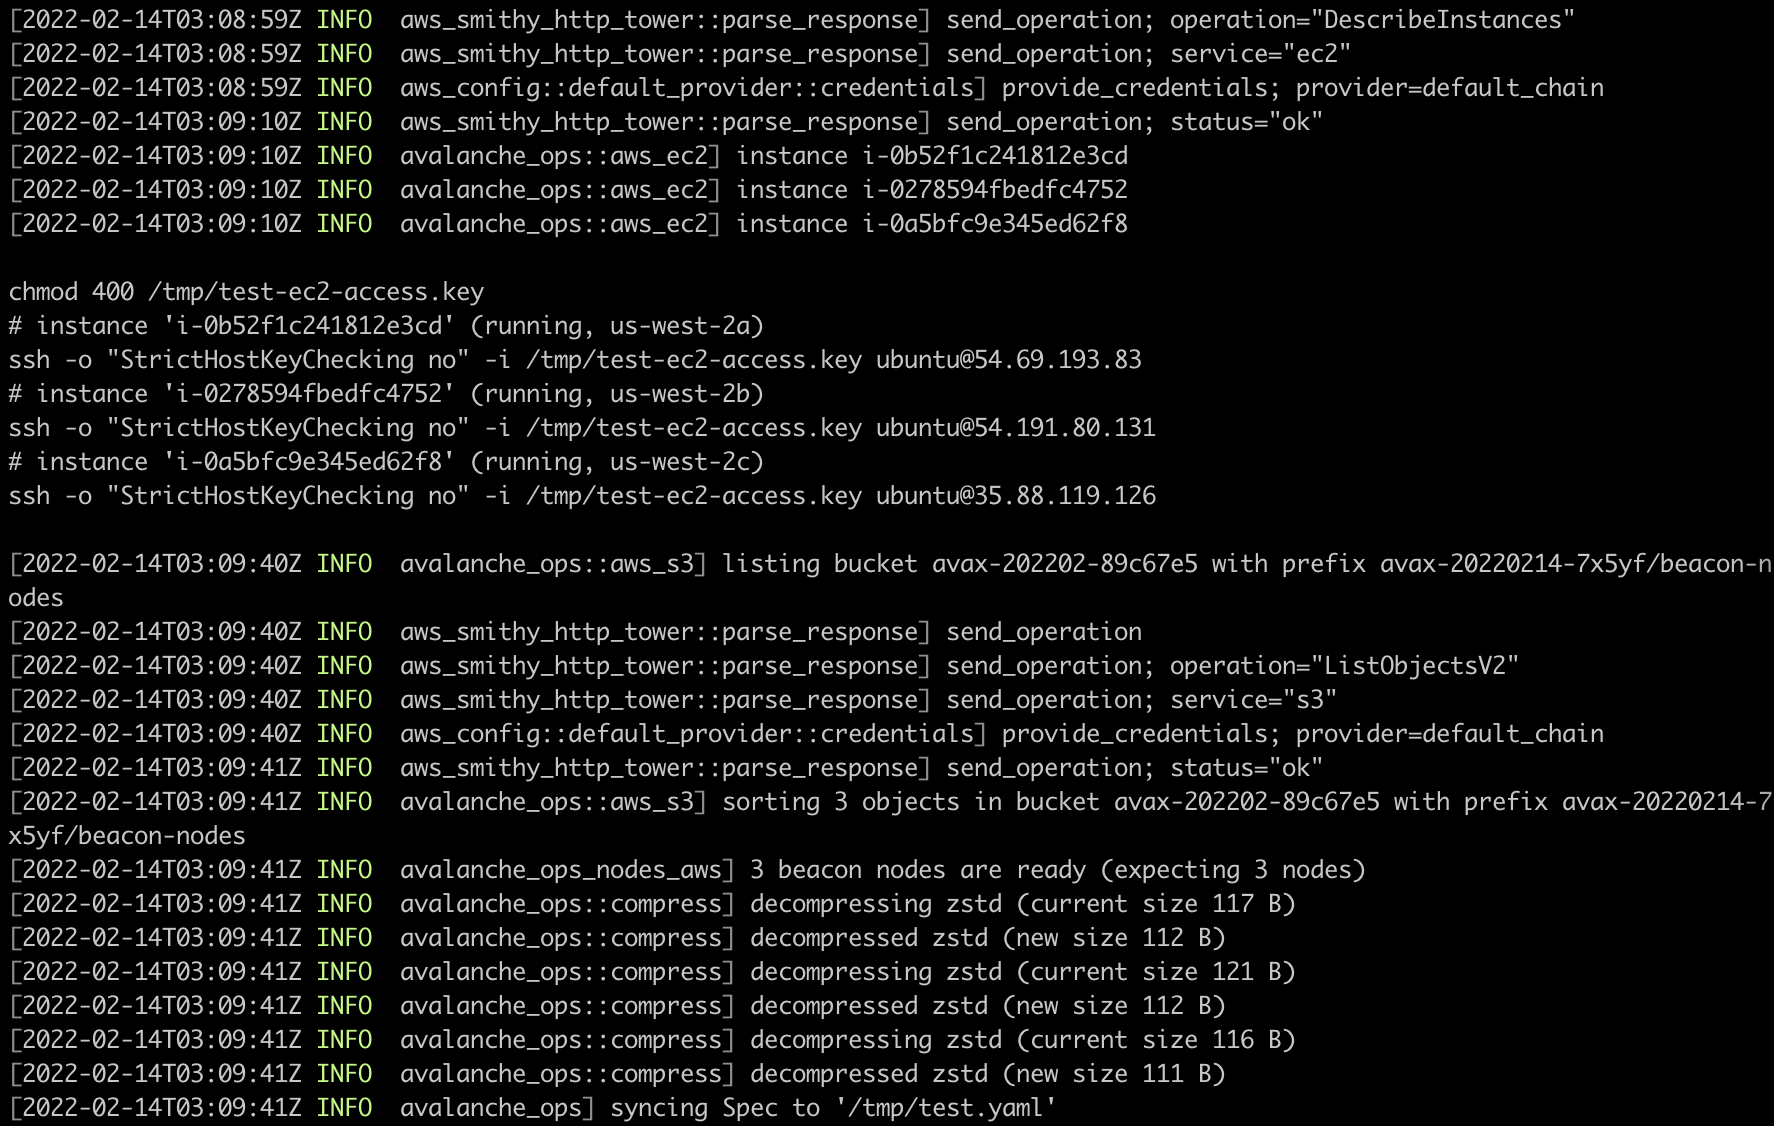 [2022-02-14T03:08:59Z INFO  aws_smithy_http_tower::parse_response] send_operation; operation="DescribeInstances"
[2022-02-14T03:08:59Z INFO  aws_smithy_http_tower::parse_response] send_operation; service="ec2"
[2022-02-14T03:08:59Z INFO  aws_config::default_provider::credentials] provide_credentials; provider=default_chain
[2022-02-14T03:09:10Z INFO  aws_smithy_http_tower::parse_response] send_operation; status="ok"
[2022-02-14T03:09:10Z INFO  avalanche_ops::aws_ec2] instance i-0b52f1c241812e3cd
[2022-02-14T03:09:10Z INFO  avalanche_ops::aws_ec2] instance i-0278594fbedfc4752
[2022-02-14T03:09:10Z INFO  avalanche_ops::aws_ec2] instance i-0a5bfc9e345ed62f8
chmod 400 /tmp/test-ec2-access.key
# instance 'i-0b52f1c241812e3cd' (running, us-west-2a)
ssh -o "StrictHostKeyChecking no" -i /tmp/test-ec2-access.key ubuntu@54.69.193.83
# instance 'i-0278594fbedfc4752' (running, us-west-2b)
ssh -o "StrictHostKeyChecking no" -i /tmp/test-ec2-access.key ubuntu@54.191.80.131
# instance 'i-0a5bfc9e345ed62f8' (running, us-west-2c)
ssh -o "StrictHostKeyChecking no" -i /tmp/test-ec2-access.key ubuntu@35.88.119.126
[2022-02-14T03:09:40Z INFO  avalanche_ops::aws_s3] listing bucket avax-202202-89c67e5 with prefix avax-20220214-7x5yf/beacon-n
odes
[2022-02-14T03:09:40Z INFO  aws_smithy_http_tower::parse_response] send_operation
[2022-02-14T03:09:40Z INFO  aws_smithy_http_tower::parse_response] send_operation; operation="ListObjectsV2"
[2022-02-14T03:09:40Z INFO  aws_smithy_http_tower::parse_response] send_operation; service="s3"
[2022-02-14T03:09:40Z INFO  aws_config::default_provider::credentials] provide_credentials; provider=default_chain
[2022-02-14T03:09:41Z INFO  aws_smithy_http_tower::parse_response] send_operation; status="ok"
[2022-02-14T03:09:41Z INFO  avalanche_ops::aws_s3] sorting 3 objects in bucket avax-202202-89c67e5 with prefix avax-20220214-7
x5yf/beacon-nodes
[2022-02-14T03:09:41Z INFO  avalanche_ops_nodes_aws] 3 beacon nodes are ready (expecting 3 nodes)
[2022-02-14T03:09:41Z INFO  avalanche_ops::compress] decompressing zstd (current size 117 B)
[2022-02-14T03:09:41Z INFO  avalanche_ops::compress] decompressed zstd (new size 112 B)
[2022-02-14T03:09:41Z INFO  avalanche_ops::compress] decompressing zstd (current size 121 B)
[2022-02-14T03:09:41Z INFO  avalanche_ops::compress] decompressed zstd (new size 112 B)
[2022-02-14T03:09:41Z INFO  avalanche_ops::compress] decompressing zstd (current size 116 B)
[2022-02-14T03:09:41Z INFO  avalanche_ops::compress] decompressed zstd (new size 111 B)
[2022-02-14T03:09:41Z INFO  avalanche_ops] syncing Spec to '/tmp/test.yaml'